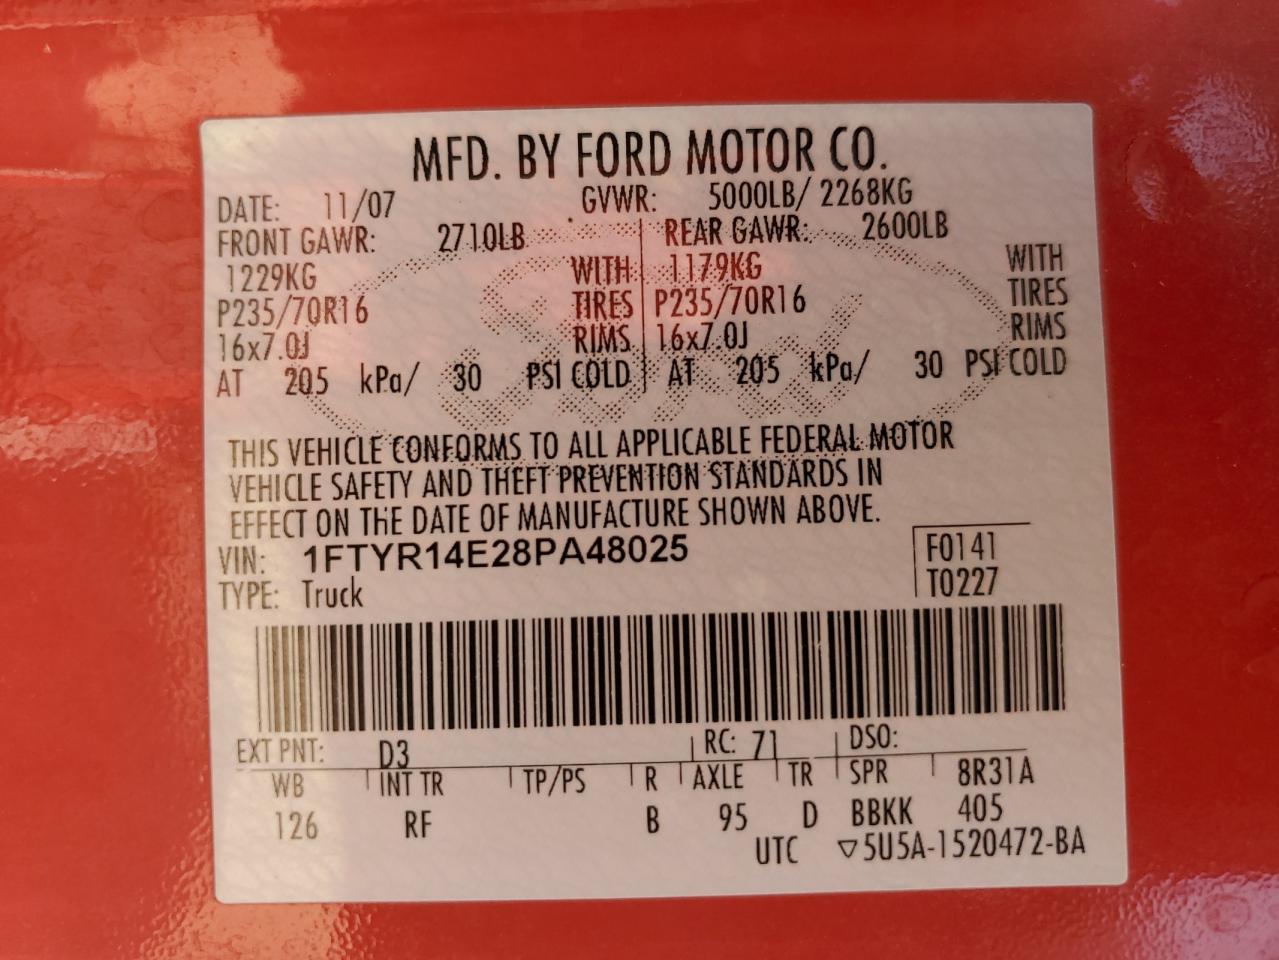 MFD. BY FORD MOTOR CO.
DATE: 11/07 GVWR: 5000LB/ 2268KG
FRONT GAWR: 2710LB REAR GAWR: 2600LB
1229KG WITH 1179KG WITH
P235/70R16 TIRES P235/70R16 TIRES
16x7.0J RIMS 16x7.0J RIMS
AT 205 kPa/ 30 PSI COLD AT 205 kPa/ 30 PSI COLD
THIS VEHICLE CONFORMS TO ALL APPLICABLE FEDERAL MOTOR
VEHICLE SAFETY AND THEFT PREVENTION STANDARDS IN
EFFECT ON THE DATE OF MANUFACTURE SHOWN ABOVE.
VIN: 1FTYR14E28PA48025 F0141
TYPE: Truck T0227
EXT PNT: D3 RC: 71 DSO:
WB INT TR TP/PS R AXLE TR SPR 8R31A
126 RF B 95 D BBKK 405
UTC ▽5U5A-1520472-BA
Ford